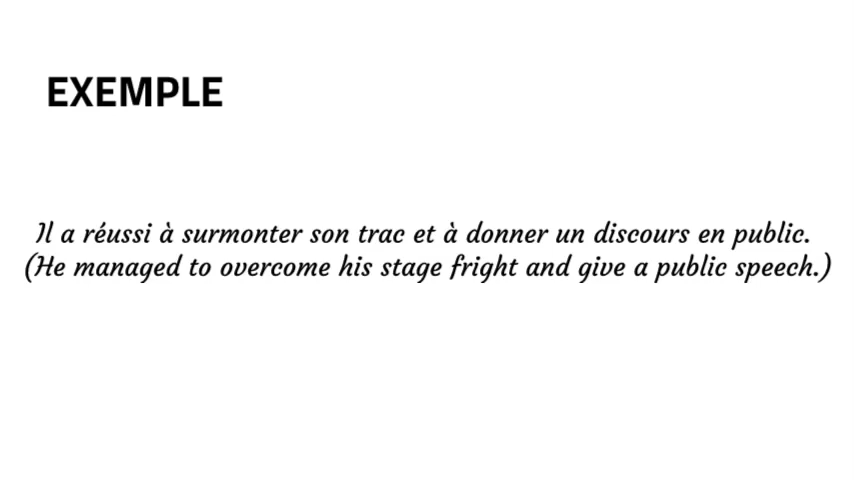 EXEMPLE
Il a réussi à surmonter son trac et à donner un discours en public.
(He managed to overcome his stage fright and give a public speech.)